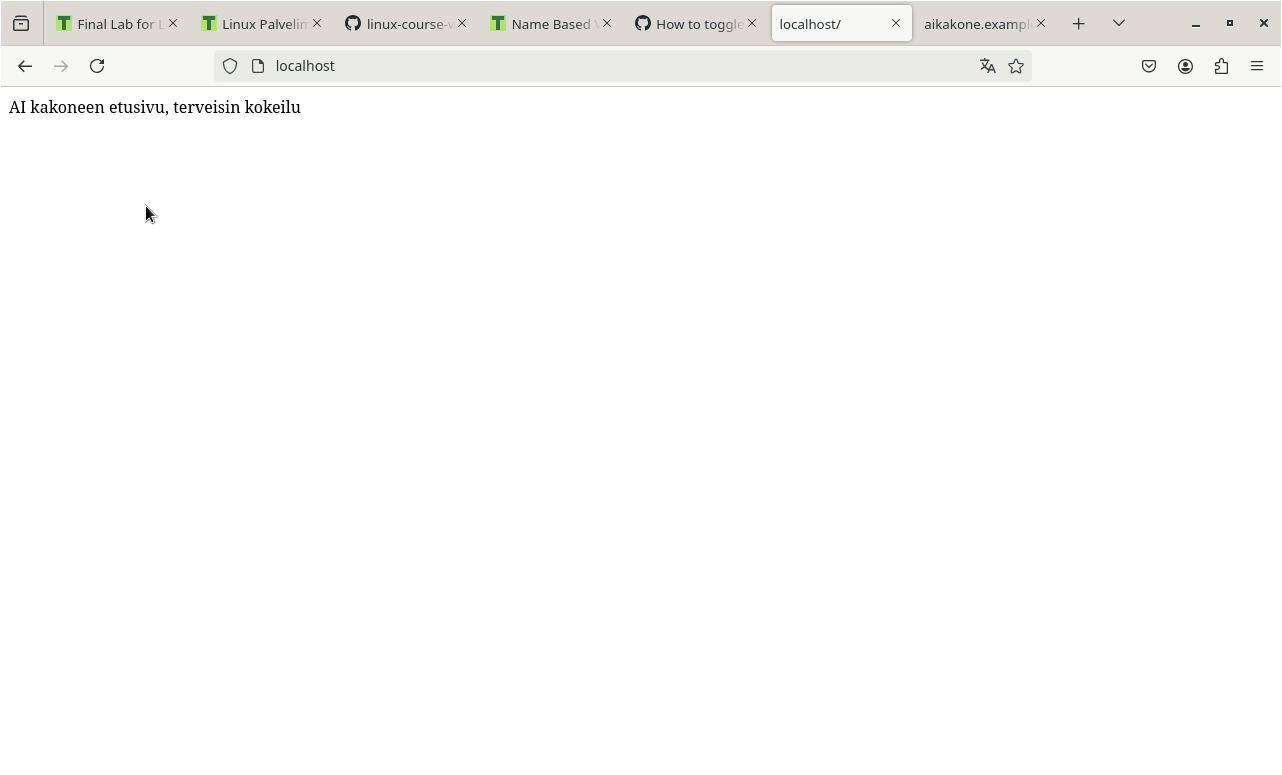 Final Lab for L
Linux Palvelim
linux-course-w
Name Based V
How to toggle
localhost/
aikakone.exampl
localhost
AI kakoneen etusivu, terveisin kokeilu